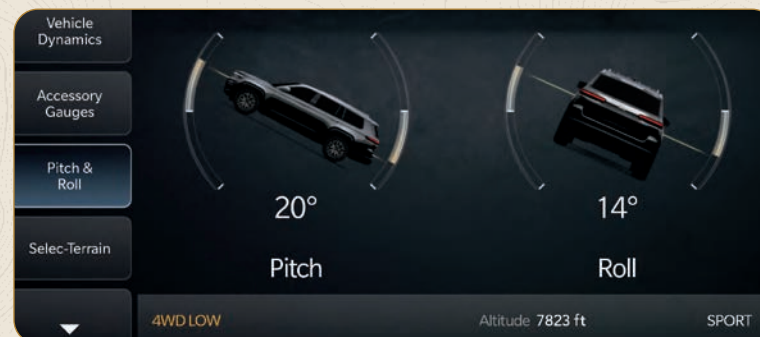 Vehicle
Dynamics
Accessory
Gauges
Pitch &
Roll
Selec-Terrain
20°
Pitch
14°
Roll
4WD LOW
Altitude 7823 ft
SPORT